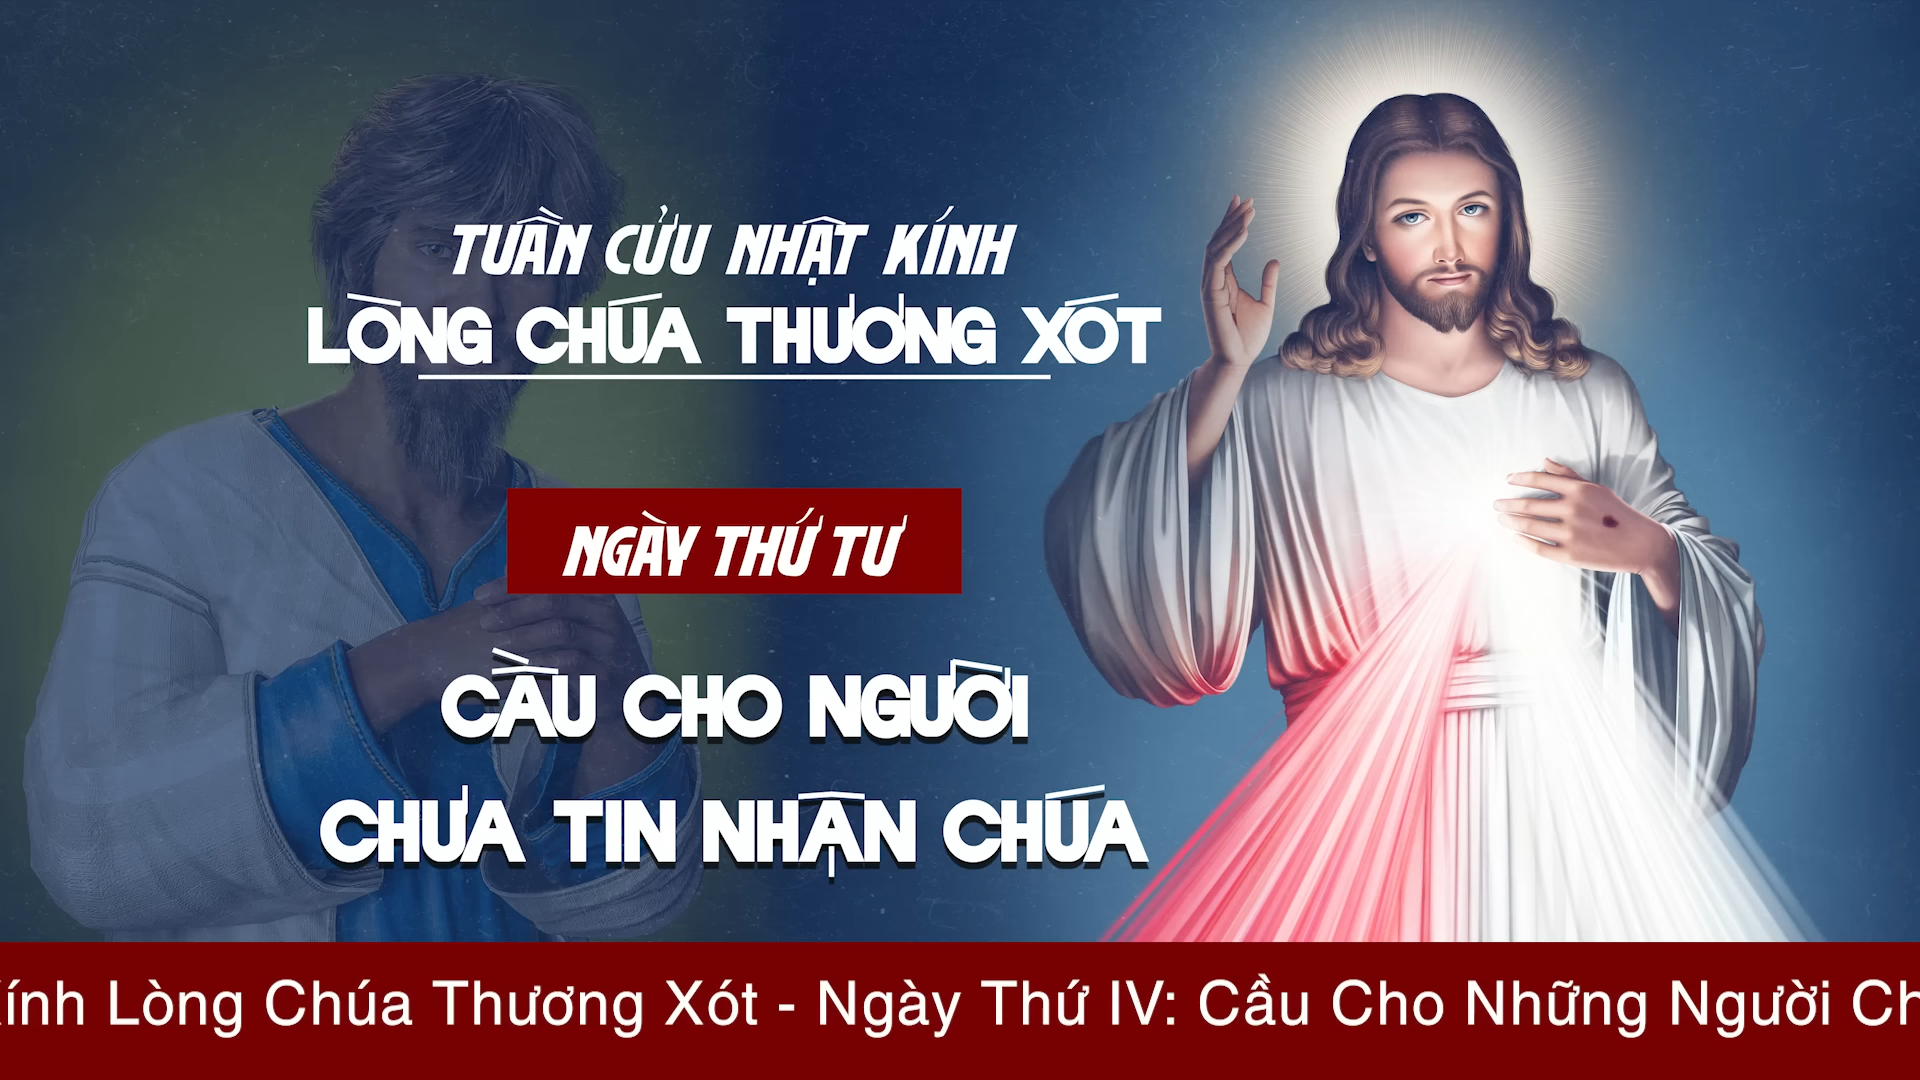 TUẦN CỬU NHẬT KÍNH
LÒNG CHÚA THƯƠNG XÓT
NGÀY THỨ TƯ
CẦU CHO NGƯỜI
CHƯA TIN NHẬN CHÚA
Kính Lòng Chúa Thương Xót - Ngày Thứ IV: Cầu Cho Những Người Ch